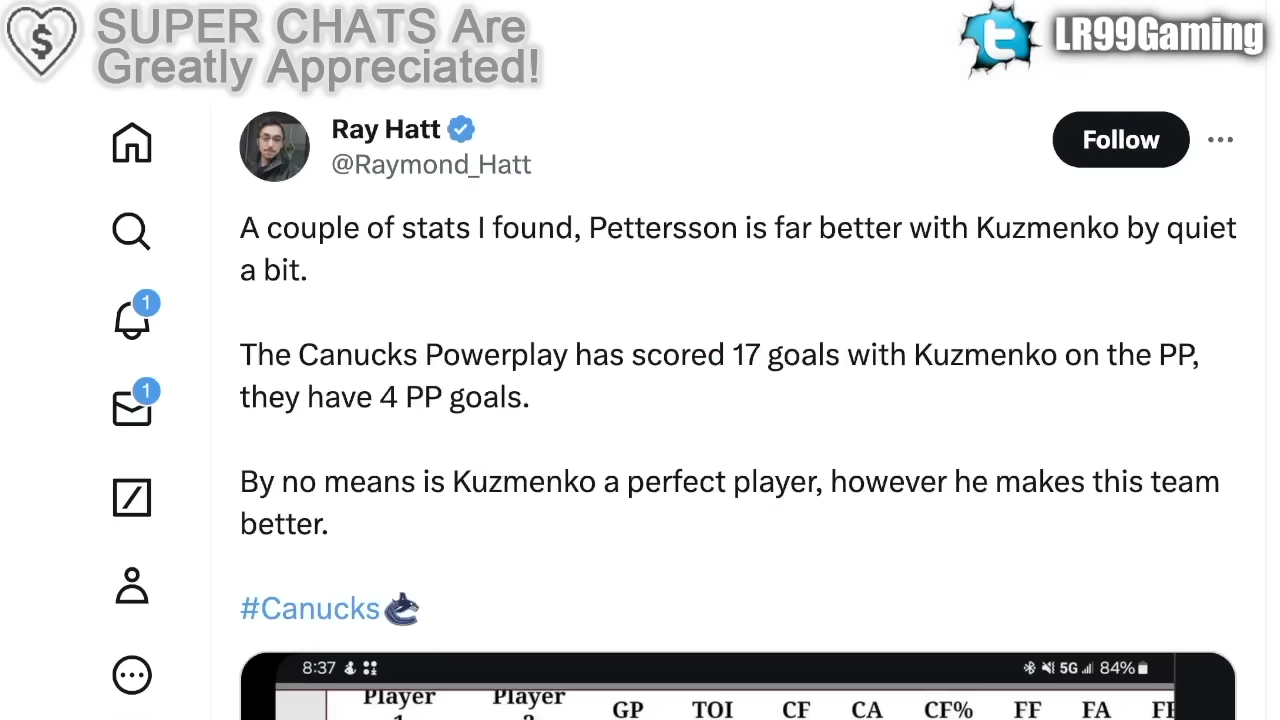 SUPER CHATS Are
Greatly Appreciated!
LR99Gaming
Ray Hatt
@Raymond_Hatt
Follow
A couple of stats I found, Pettersson is far better with Kuzmenko by quiet
a bit.
The Canucks Powerplay has scored 17 goals with Kuzmenko on the PP,
they have 4 PP goals.
By no means is Kuzmenko a perfect player, however he makes this team
better.
#Canucks
1
1
8:37 5G 84%
Player Player
GP TOI CF CA CF% FF FA